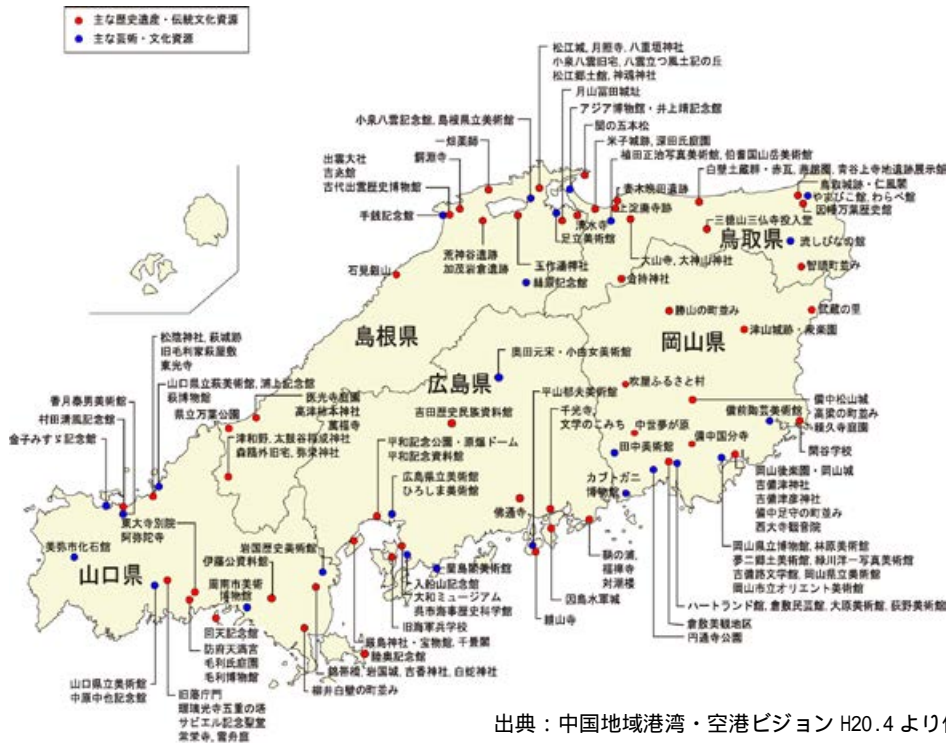 主な歴史遺産・伝統文化資源
主な芸術・文化資源
松江城, 月照寺, 八重垣神社
小泉八雲旧宅, 八雲立つ風土記の丘
松江郷土館, 神魂神社
月山冨田城址
アジア博物館・井上靖記念館
小泉八雲記念館, 島根県立美術館
関の五本松
米子城跡, 深田氏庭園
植田正治写真美術館, 伯耆国山岳美術館
一畑薬師
鰐淵寺
出雲大社
吉兆館
古代出雲歴史博物館
手銭記念館
妻木晩田遺跡
上淀廃寺跡
白壁土蔵群・赤瓦, 燕趙園, 青谷上寺地遺跡展示館
鳥取城跡・仁風閣
やまびこ館, わらべ館
因幡万葉歴史館
清水寺
足立美術館
三徳山三仏寺投入堂
鳥取県
流しびなの館
荒神谷遺跡
加茂岩倉遺跡
玉作湯神社
大山寺, 大神山神社
石見銀山
絲原記念館
金持神社
智頭町並み
勝山の町並み
武蔵の里
島根県
岡山県
津山城跡・衆楽園
松陰神社, 萩城跡
旧毛利家萩屋敷
東光寺
広島県
奥田元宋・小由女美術館
吹屋ふるさと村
山口県立萩美術館, 浦上記念館
萩博物館
医光寺庭園
高津柿本神社
萬福寺
香月泰男美術館
村田清風記念館
県立万葉公園
金子みすゞ記念館
平山郁夫美術館
吉田歴史民族資料館
千光寺
文学のこみち
中世夢が原
備前陶芸美術館
備中松山城
高梁の町並み
頼久寺庭園
津和野, 太皷谷稲成神社
森鴎外旧宅, 弥栄神社
平和記念公園・原爆ドーム
平和記念資料館
田中美術館
備中国分寺
閑谷学校
広島県立美術館
ひろしま美術館
カブトガニ
博物館
岡山後楽園・岡山城
吉備津神社
吉備津彦神社
備中足守の町並み
西大寺観音院
東大寺別院
阿弥陀寺
佛通寺
美弥市化石館
岩国歴史美術館
伊藤公資料館
山口県
蘭島閣美術館
鞆の浦,
福禅寺
対潮楼
岡山県立博物館, 林原美術館
夢二郷土美術館, 緑川洋一写真美術館
吉備路文学館, 岡山県立美術館
岡山市立オリエント美術館
周南市美術
博物館
入船山記念館
大和ミュージアム
呉市海事歴史科学館
因島水軍城
ハートランド館, 倉敷民芸館, 大原美術館, 荻野美術館
旧海軍兵学校
耕三寺
倉敷美観地区
円通寺公園
回天記念館
防府天満宮
毛利氏庭園
毛利博物館
厳島神社・宝物館, 千畳閣
陸奥記念館
錦帯橋, 岩国城, 吉香神社, 白蛇神社
山口県立美術館
中原中也記念館
柳井白壁の町並み
旧藩庁門
瑠璃光寺五重の塔
サビエル記念聖堂
常栄寺, 雪舟庭
出典：中国地域港湾・空港ビジョン H20.4 より